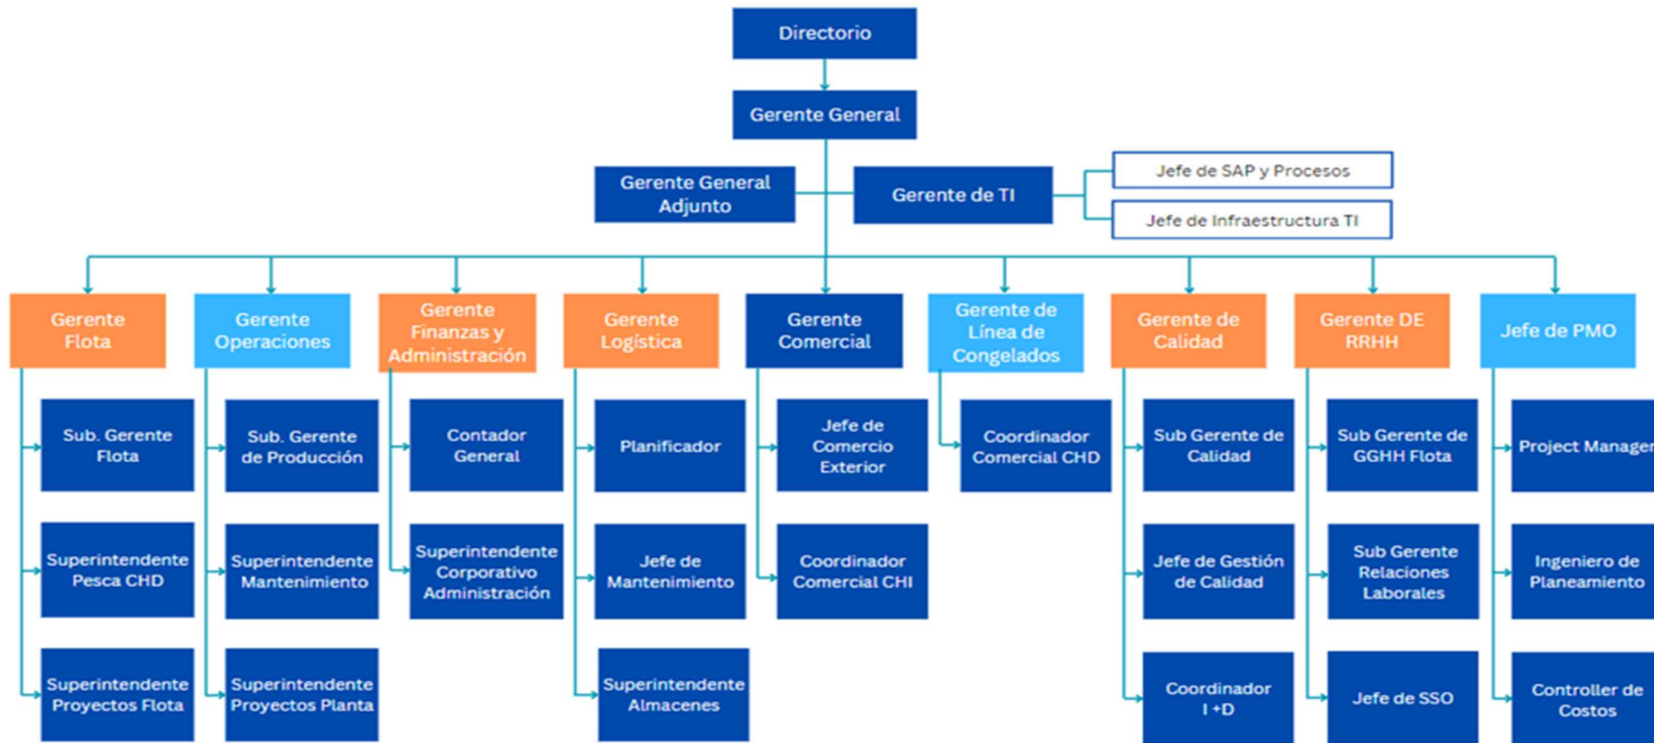 Directorio
Gerente General
Gerente General
Adjunto
Gerente de TI
Jefe de SAP y Procesos
Jefe de Infraestructura TI
Gerente
Flota
Gerente
Operaciones
Gerente
Finanzas y
Administración
Gerente
Logística
Gerente
Comercial
Gerente de
Línea de
Congelados
Gerente de
Calidad
Gerente DE
RRHH
Jefe de PMO
Sub. Gerente
Flota
Sub. Gerente
de Producción
Contador
General
Planificador
Jefe de
Comercio
Exterior
Coordinador
Comercial CHD
Sub Gerente de
Calidad
Sub Gerente de
GGHH Flota
Project Manager
Superintendente
Pesca CHD
Superintendente
Mantenimiento
Superintendente
Corporativo
Administración
Jefe de
Mantenimiento
Coordinador
Comercial CHI
Jefe de Gestión
de Calidad
Sub Gerente
Relaciones
Laborales
Ingeniero de
Planeamiento
Superintendente
Proyectos Flota
Superintendente
Proyectos Planta
Superintendente
Almacenes
Coordinador
I +D
Jefe de SSO
Controller de
Costos